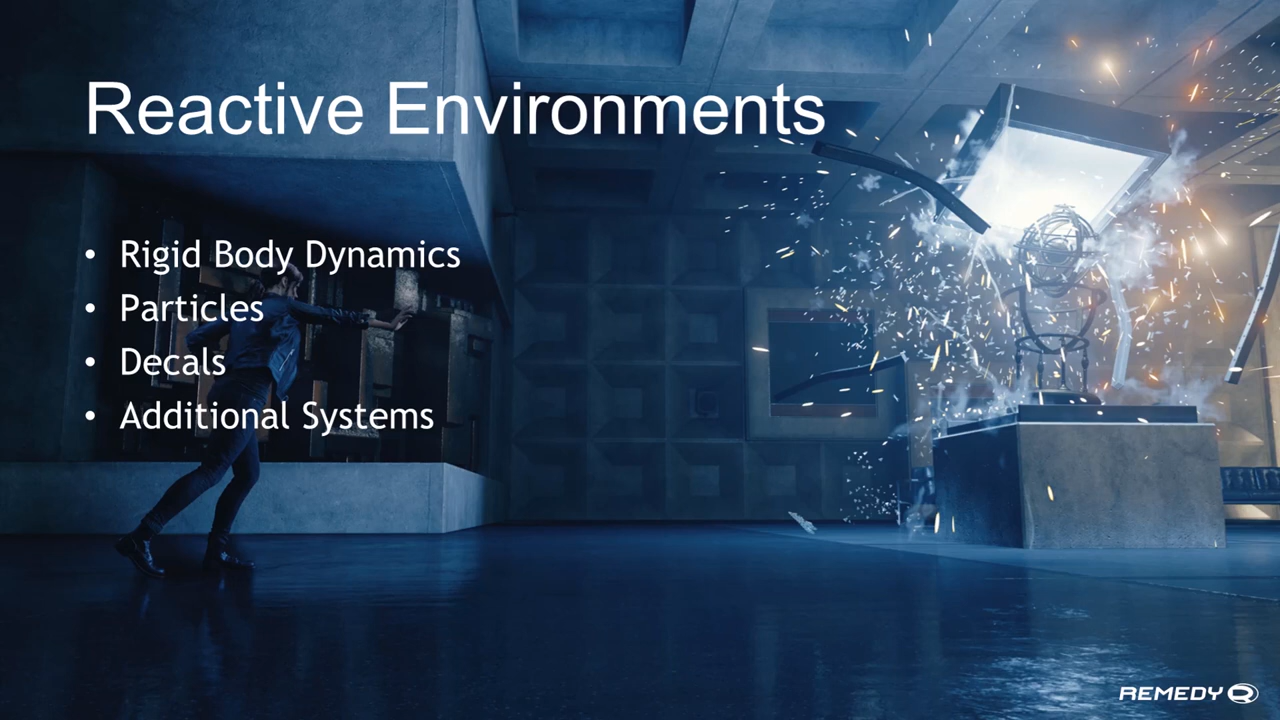 Reactive Environments
• Rigid Body Dynamics
• Particles
• Decals
• Additional Systems
REMEDY